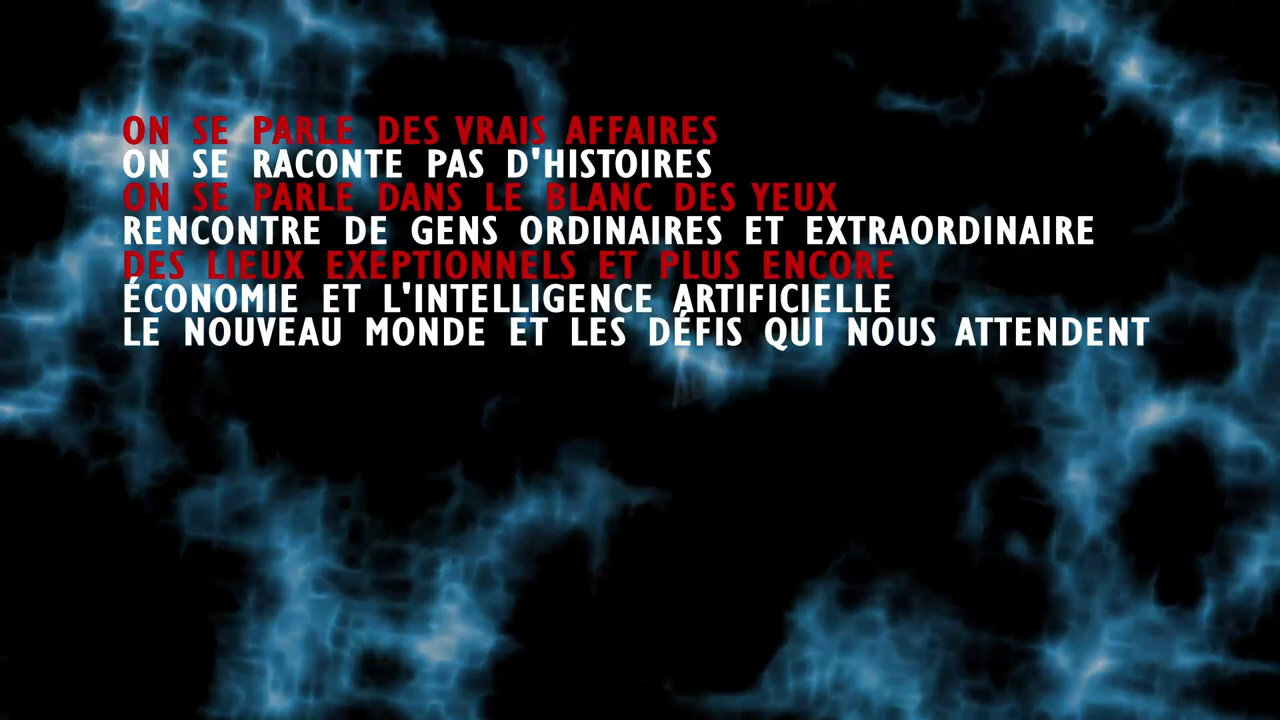 ON SE PARLE DES VRAIS AFFAIRES
ON SE RACONTE PAS D'HISTOIRES
ON SE PARLE DANS LE BLANC DES YEUX
RENCONTRE DE GENS ORDINAIRES ET EXTRAORDINAIRE
DES LIEUX EXEPTIONNELS ET PLUS ENCORE
ÉCONOMIE ET L'INTELLIGENCE ARTIFICIELLE
LE NOUVEAU MONDE ET LES DÉFIS QUI NOUS ATTENDENT